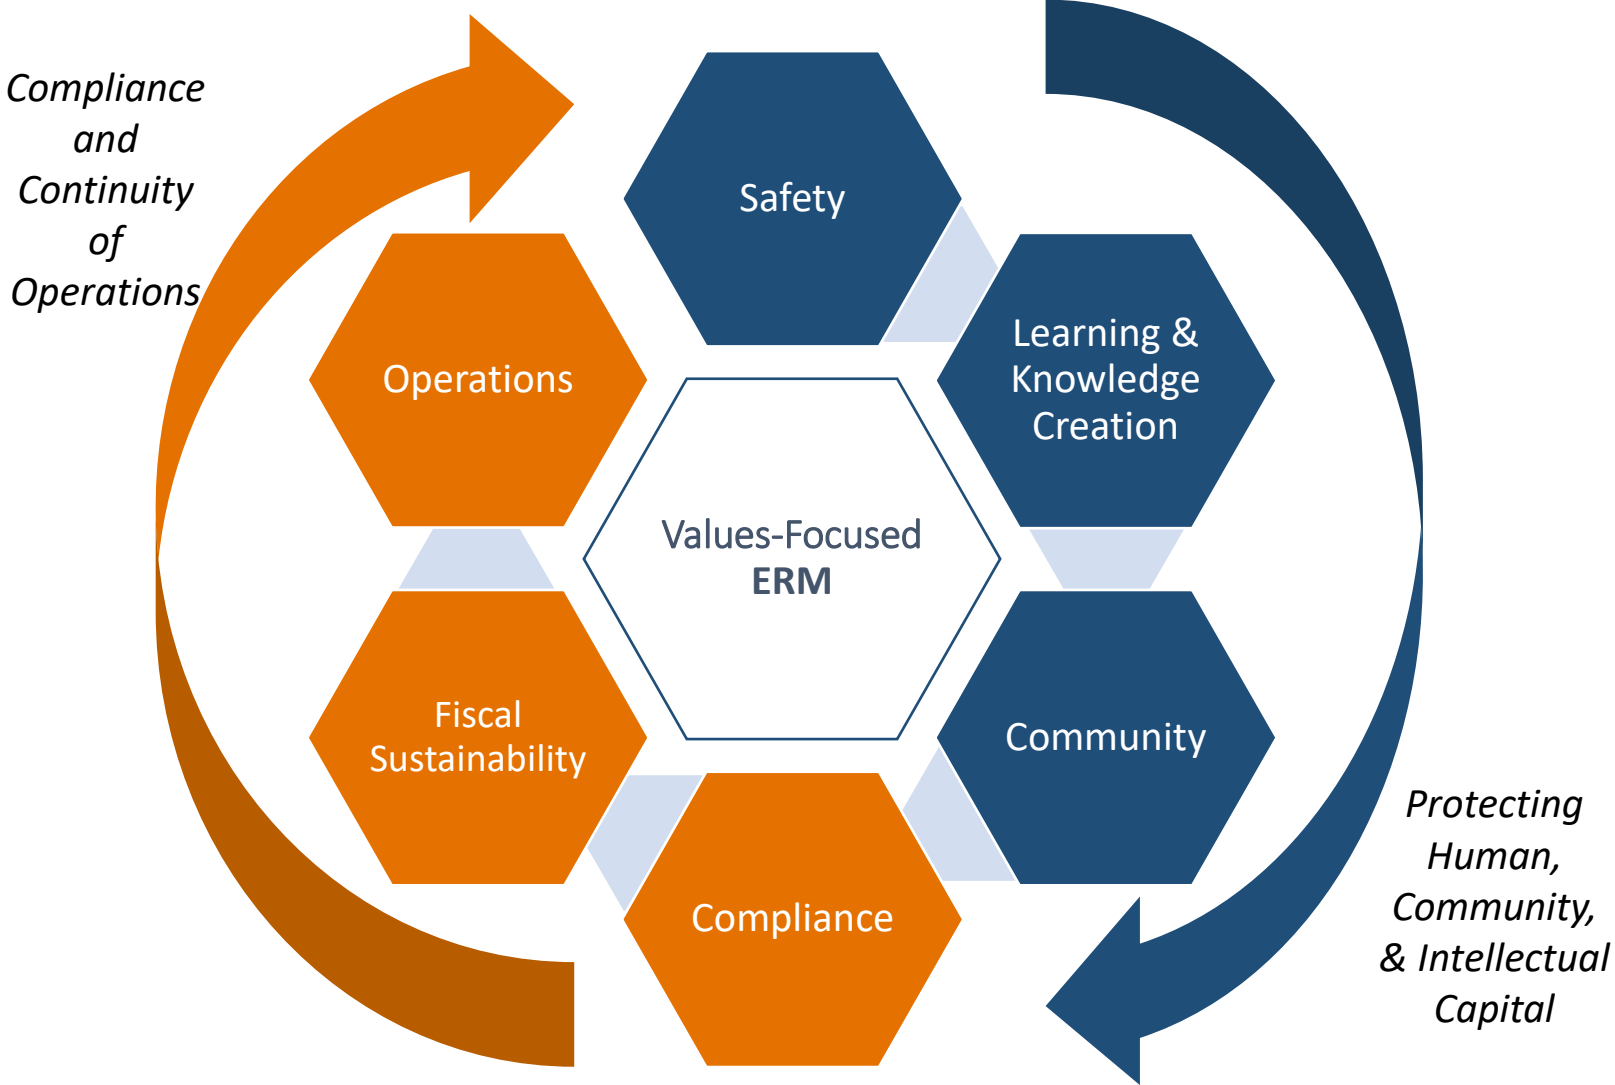 Compliance
and
Continuity
of
Operations
Safety
Learning &
Knowledge
Creation
Operations
Values-Focused
ERM
Fiscal
Sustainability
Community
Compliance
Protecting
Human,
Community,
& Intellectual
Capital